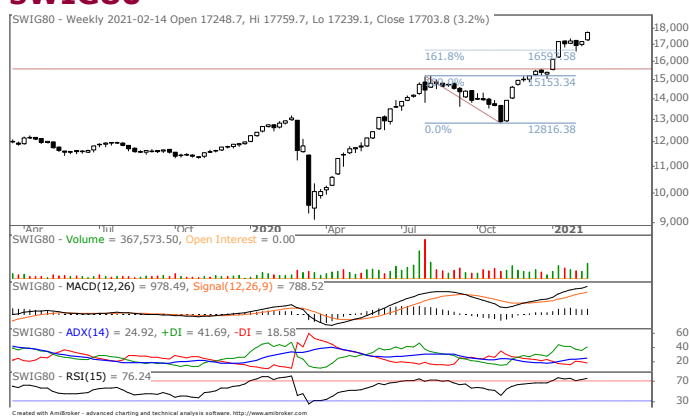 SWIG80
SWIG80 - Weekly 2021-02-14 Open 17248.7, Hi 17759.7, Lo 17239.1, Close 17703.8 (3.2%)
18,000
17,000
161.8% 16597.58
16,000
15153.34
15,000
14,000
13,000
0.0% 12816.38
12,000
11,000
10,000
9,000
Apr Jul Oct 2020 Apr Jul Oct 2021
SWIG80 - Volume = 367,573.50, Open Interest = 0.00
SWIG80 - MACD(12,26) = 978.49, Signal(12,26,9) = 788.52
SWIG80 - ADX(14) = 24.92, +DI = 41.69, -DI = 18.58
60
40
20
SWIG80 - RSI(15) = 76.24
70
30
Created with AmiBroker - advanced charting and technical analysis software. http://www.amibroker.com